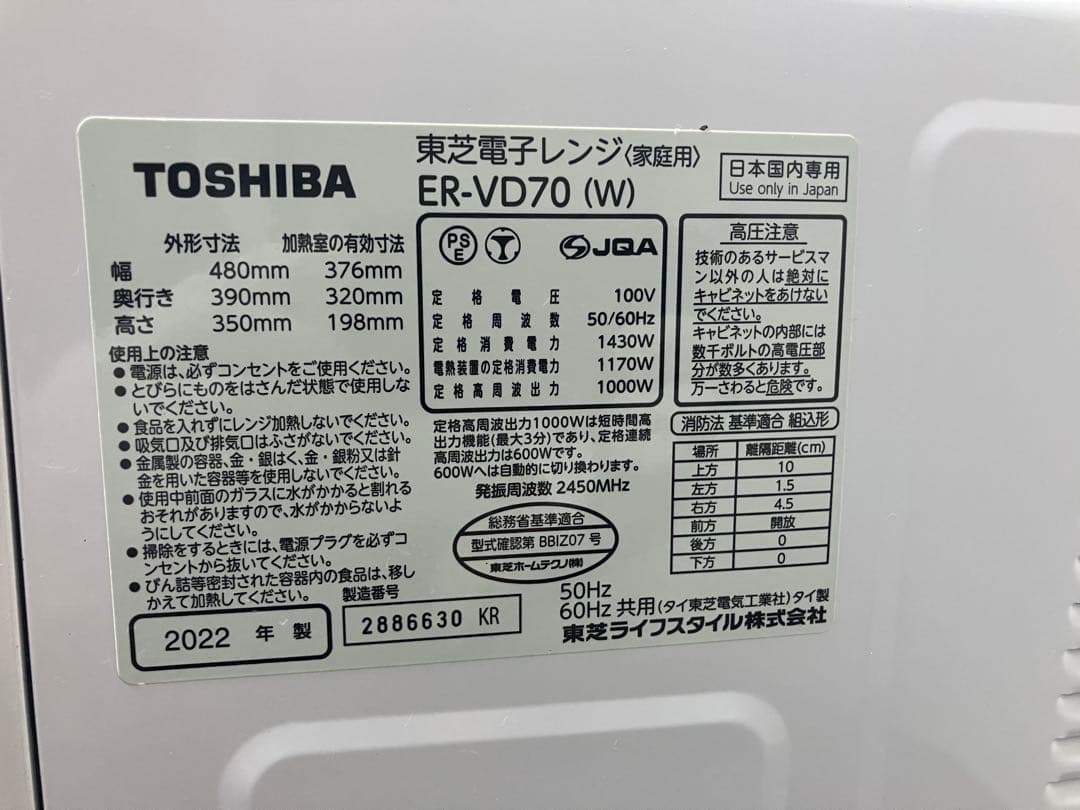 TOSHIBA
東芝電子レンジ〈家庭用〉
ER-VD70 (W)
日本国内専用
Use only in Japan
外形寸法 加熱室の有効寸法
幅 480mm 376mm
奥行き 390mm 320mm
高さ 350mm 198mm
使用上の注意
● 電源は、必ずコンセントをご使用ください。
● とびらにものをはさんだ状態で使用しな
いでください。
● 食品を入れずにレンジ加熱しないでください。
● 吸気口及び排気口はふさがないでください。
● 金属製の容器、金・銀はく、金・銀粉又は針
金を用いた容器等を使用しないでください。
● 使用中前面のガラスに水がかかると割れる
おそれがありますので、水がかからないよ
うにしてください。
● 掃除をするときには、電源プラグを必ずコ
ンセントから抜いてください。
● びん詰等密封された容器内の食品は、移し
かえて加熱してください。
2022 年 製
製造番号
2886630 KR
PS
E
JQA
定格電圧 100V
定格周波数 50/60Hz
定格消費電力 1430W
電熱装置の定格消費電力 1170W
定格高周波出力 1000W
定格高周波出力1000Wは短時間高
出力機能(最大3分)であり、定格連続
高周波出力は600Wです。
600Wへは自動的に切り換わります。
発振周波数 2450MHz
総務省基準適合
型式確認第 BBIZ07 号
東芝ホームテクノ(株)
高圧注意
技術のあるサービスマ
ン以外の人は絶対に
キャビネットをあけない
でください。
キャビネットの内部には
数千ボルトの高電圧部
分が数多くあります。
万一さわると危険です。
消防法 基準適合 組込形
場所 離隔距離(cm)
上方 10
左方 1.5
右方 4.5
前方 開放
後方 0
下方 0
50Hz
60Hz 共用 (タイ東芝電気工業社) タイ製
東芝ライフスタイル株式会社